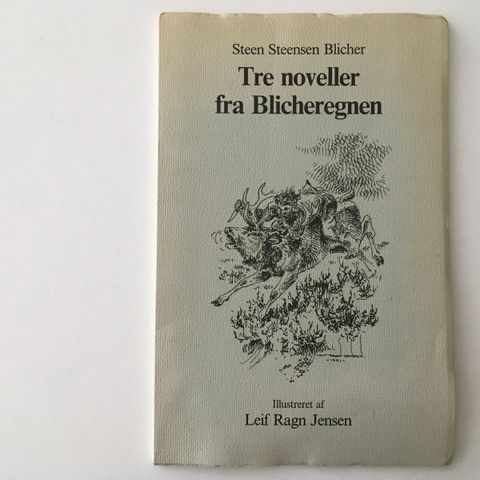 Steen Steensen Blicher
Tre noveller
fra Blicheregnen
Illustreret af
Leif Ragn Jensen